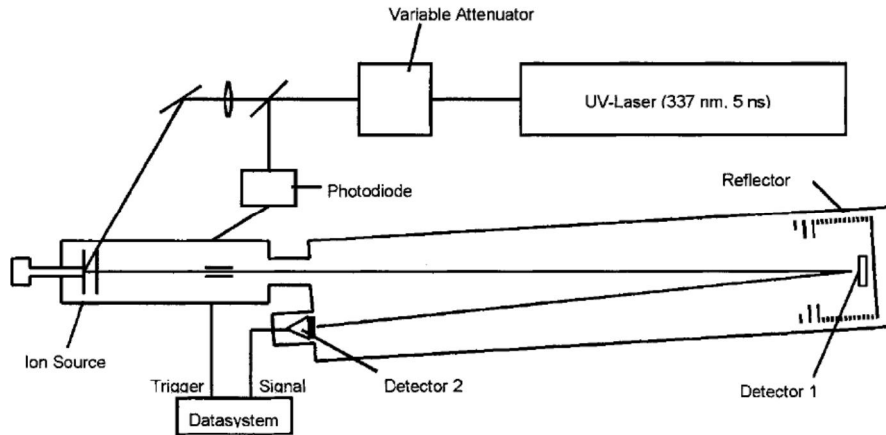 Variable Attenuator
UV-Laser (337 nm, 5 ns)
Photodiode
Reflector
Ion Source
Trigger
Signal
Detector 2
Detector 1
Datasystem